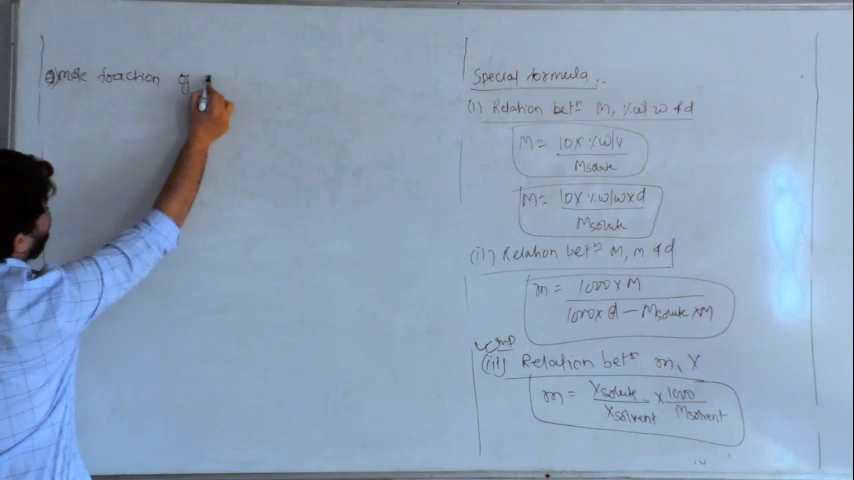 Q) mole fraction of
Special formula:-
(i) Relation betⁿ M, % w/w & d
M = 10 x % w/v
Msolute
M = 10 x % w/w x d
Msolute
(ii) Relation betⁿ M, m & d
m = 1000 x M
1000 x d - Msolute x M
Imp
(iii) Relation betⁿ m, X
m = Xsolute x 1000
Xsolvent Msolvent